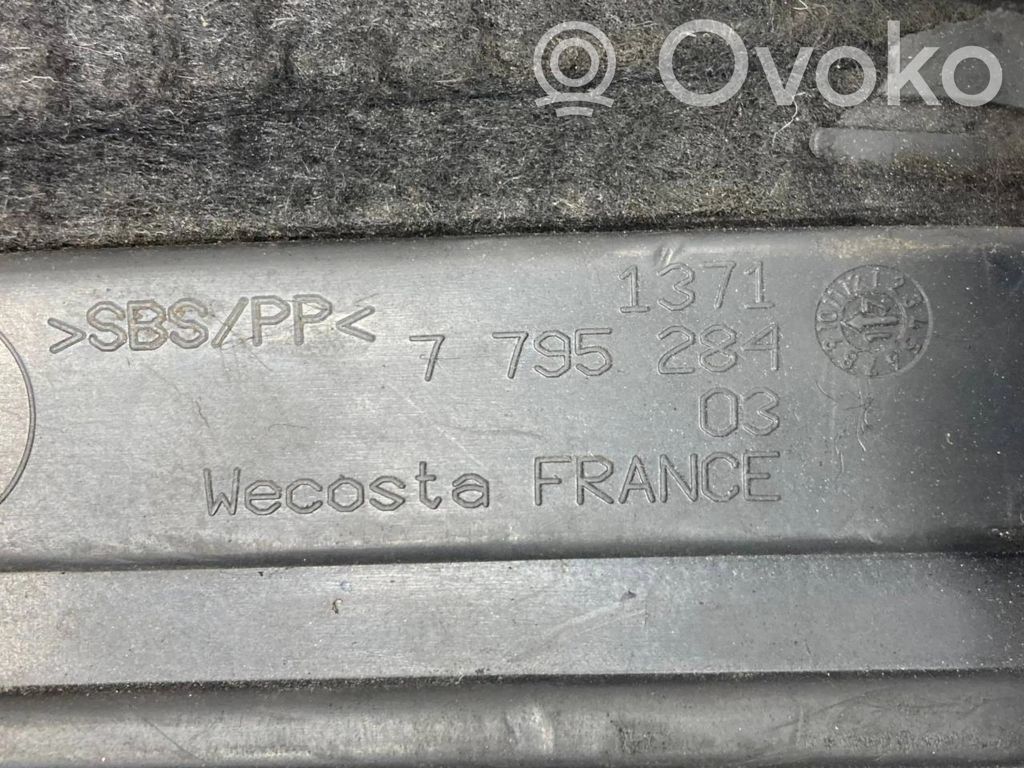 Ovoko
>SBS/PP<
1371
7 795 284
03
Wecosta FRANCE